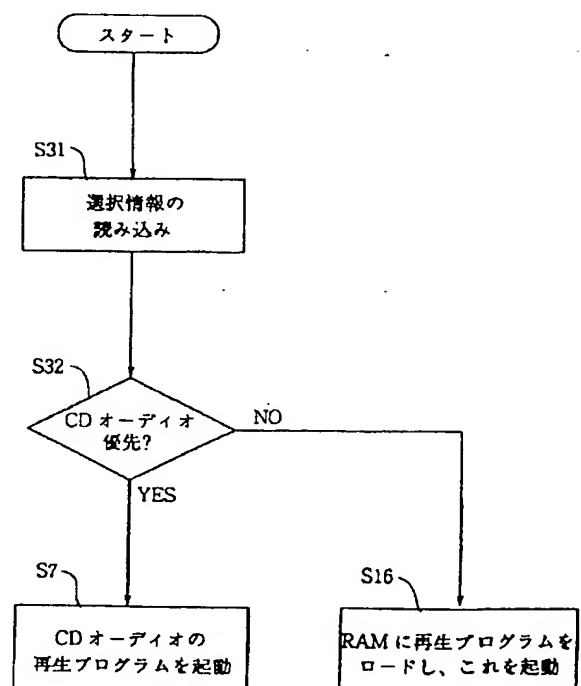 スタート
S31
選択情報の
読み込み
S32
CDオーディオ
優先?
NO
YES
S7
CDオーディオの
再生プログラムを起動
S16
RAMに再生プログラムを
ロードし、これを起動